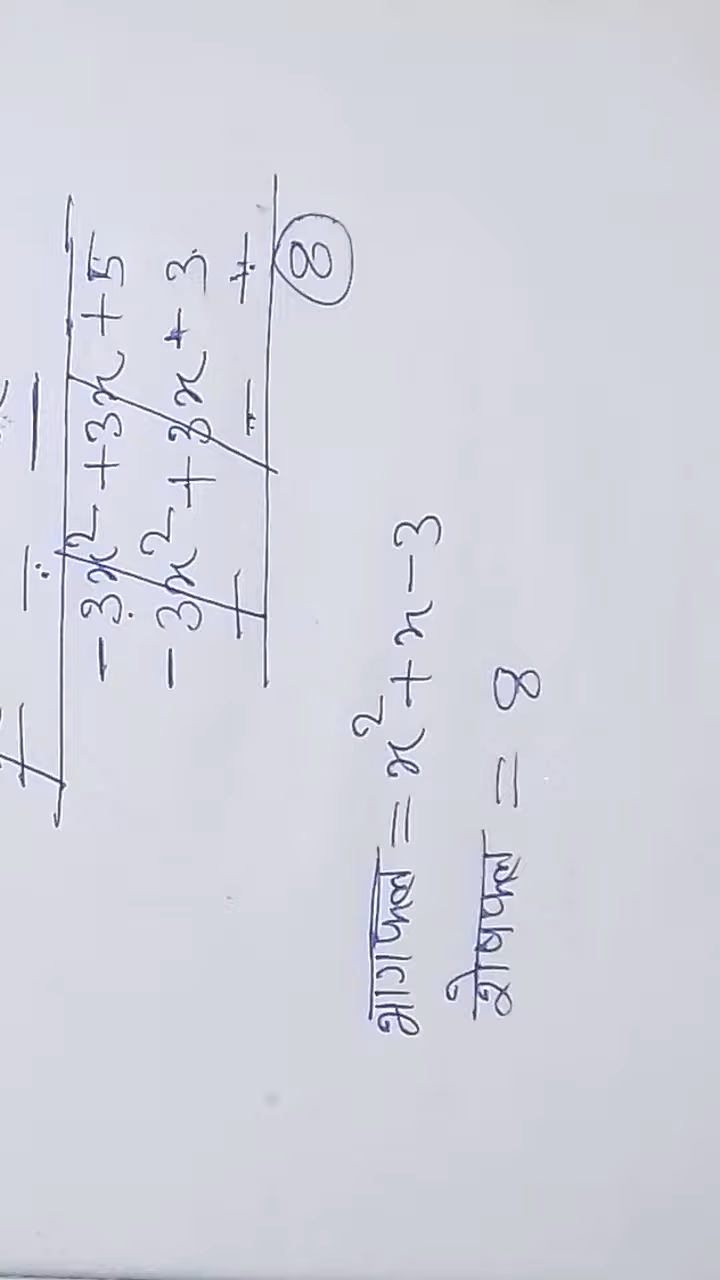 + − −
−3x² + 3x + 5
−3x² + 3x − 3
+ − +
8
भागफल = x² + x − 3
शेषफल = 8